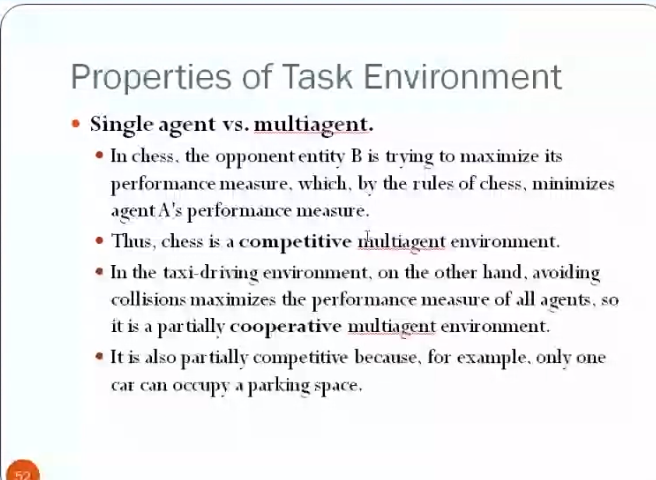 Properties of Task Environment
• Single agent vs. multiagent.
• In chess, the opponent entity B is trying to maximize its
performance measure, which, by the rules of chess, minimizes
agent A's performance measure.
• Thus, chess is a competitive multiagent environment.
• In the taxi-driving environment, on the other hand, avoiding
collisions maximizes the performance measure of all agents, so
it is a partially cooperative multiagent environment.
• It is also partially competitive because, for example, only one
car can occupy a parking space.
52